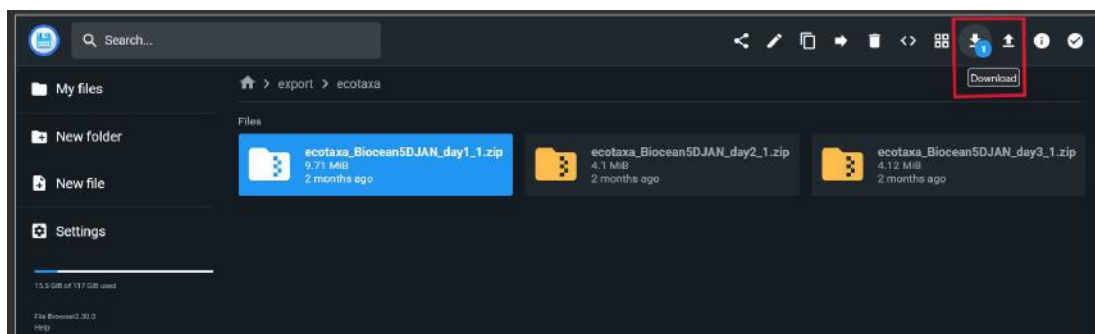 Search...
1
Download
My files
export > ecotaxa
New folder
Files
ecotaxa_Biocean5DJAN_day1_1.zip
9.71 MiB
2 months ago
ecotaxa_Biocean5DJAN_day2_1.zip
4.1 MiB
2 months ago
ecotaxa_Biocean5DJAN_day3_1.zip
4.12 MiB
2 months ago
New file
Settings
15.5 GiB of 117 GiB used
File Browser 2.30.0
Help